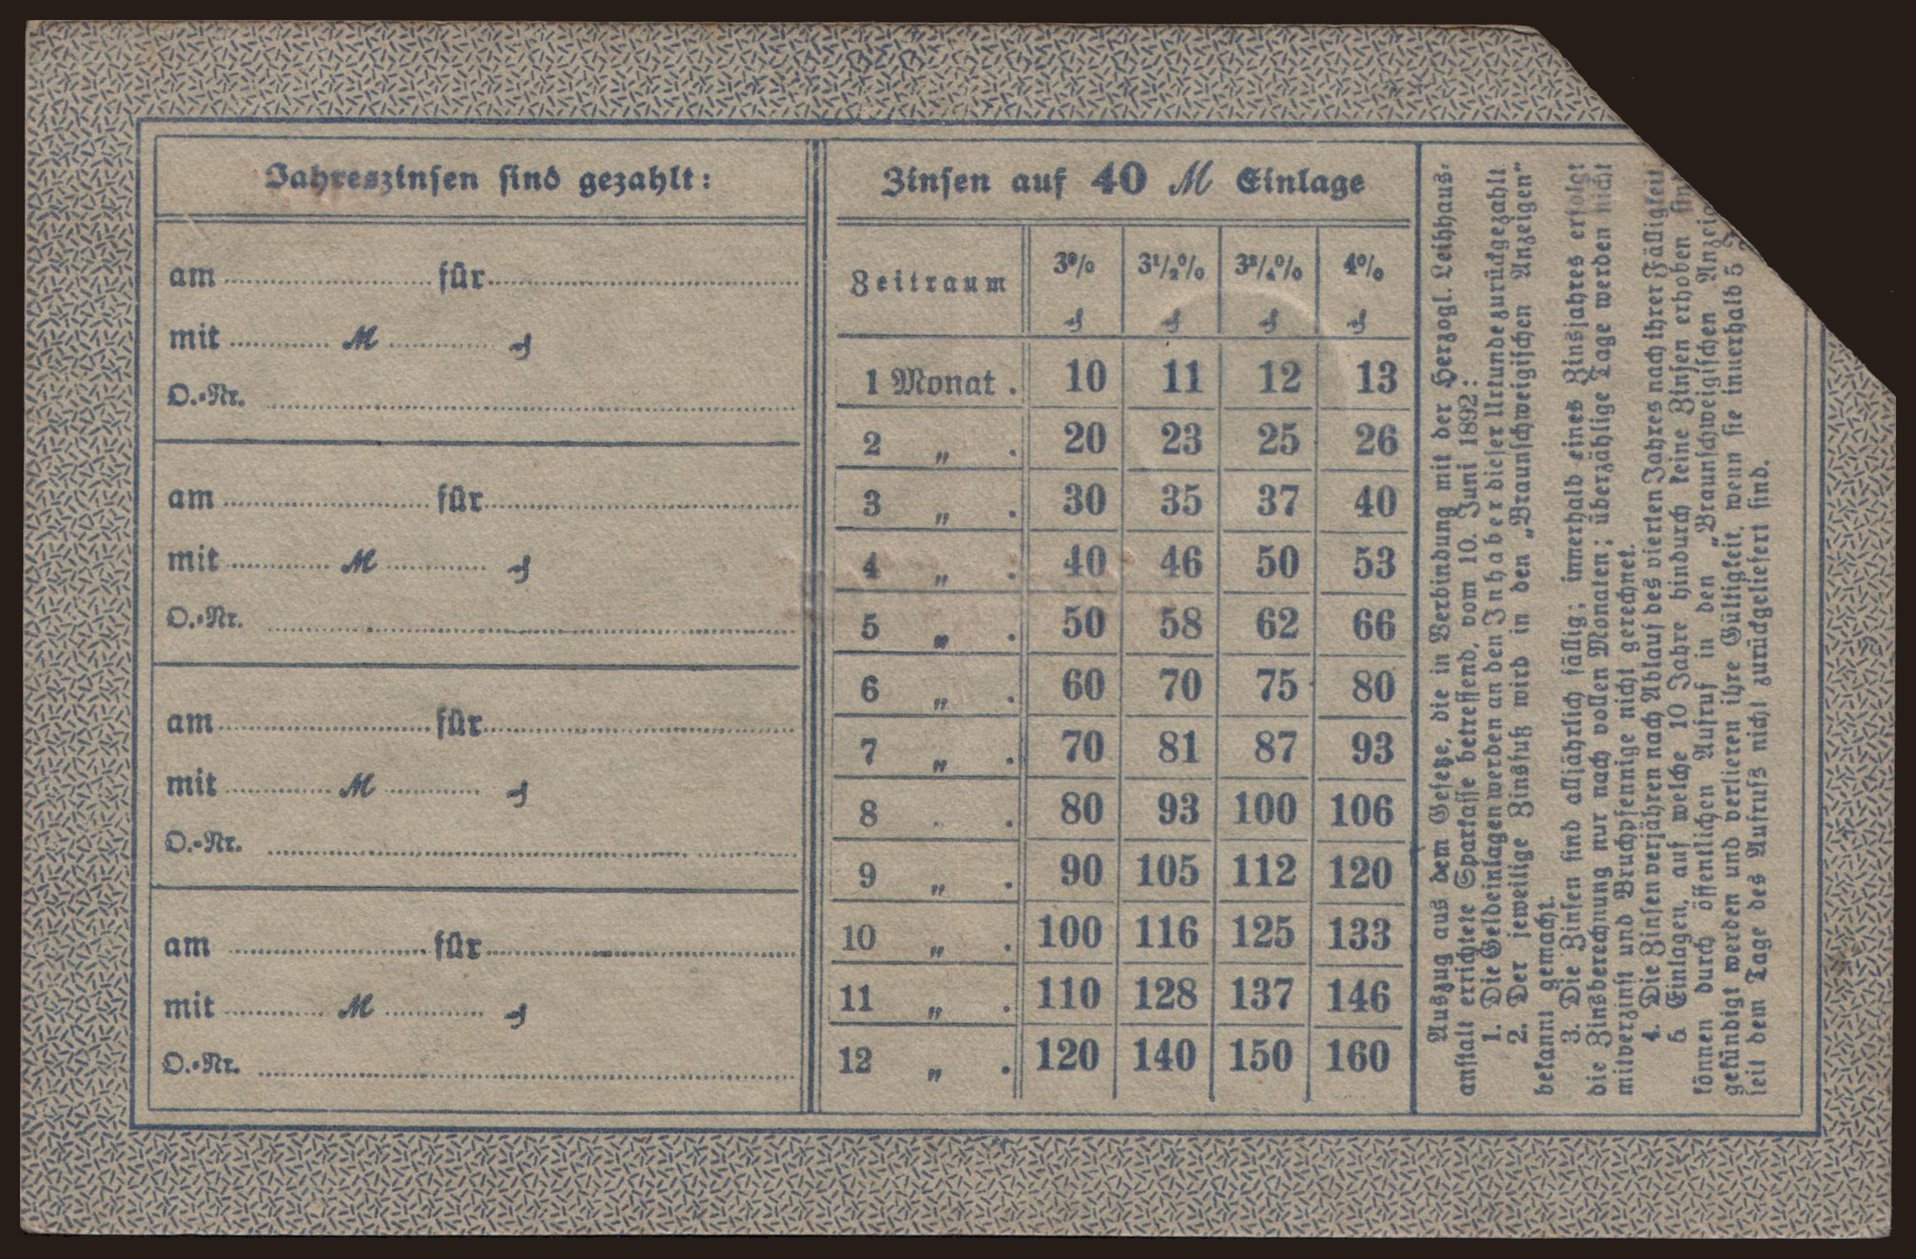 Jahreszinsen sind gezahlt:
am für
mit ℳ ₰
O.-Nr.
am für
mit ℳ ₰
O.-Nr.
am für
mit ℳ ₰
O.-Nr.
am für
mit ℳ ₰
O.-Nr.
Zinsen auf 40 ℳ Einlage
Zeitraum 3% 3½% 3¾% 4%
₰ ₰ ₰ ₰
1 Monat . 10 11 12 13
2 „ . 20 23 25 26
3 „ . 30 35 37 40
4 „ . 40 46 50 53
5 „ . 50 58 62 66
6 „ . 60 70 75 80
7 „ . 70 81 87 93
8 „ . 80 93 100 106
9 „ . 90 105 112 120
10 „ . 100 116 125 133
11 „ . 110 128 137 146
12 „ . 120 140 150 160
Auszug aus dem Gesetze, die in Verbindung mit der Herzogl. Leihhaus-
anstalt errichtete Sparkasse betreffend, vom 10. Juni 1892:
1. Die Geldeinlagen werden an den Inhaber dieser Urkunde zurückgezahlt
2. Der jeweilige Zinsfuß wird in den „Braunschweigischen Anzeigen“
bekannt gemacht.
3. Die Zinsen sind alljährlich fällig; innerhalb eines Zinsjahres erfolgt
die Zinsberechnung nur nach vollen Monaten; überzählige Tage werden nicht
mitverzinst und Bruchpfennige nicht gerechnet.
4. Die Zinsen verjähren nach Ablauf des vierten Jahres nach ihrer Fälligkeit
5. Einlagen, auf welche 10 Jahre hindurch keine Zinsen erhoben sind
können durch öffentlichen Aufruf in den „Braunschweigischen Anzeig
gekündigt werden und verlieren ihre Gültigkeit, wenn sie innerhalb 5
seit dem Tage des Aufrufs nicht zurückgeliefert sind.